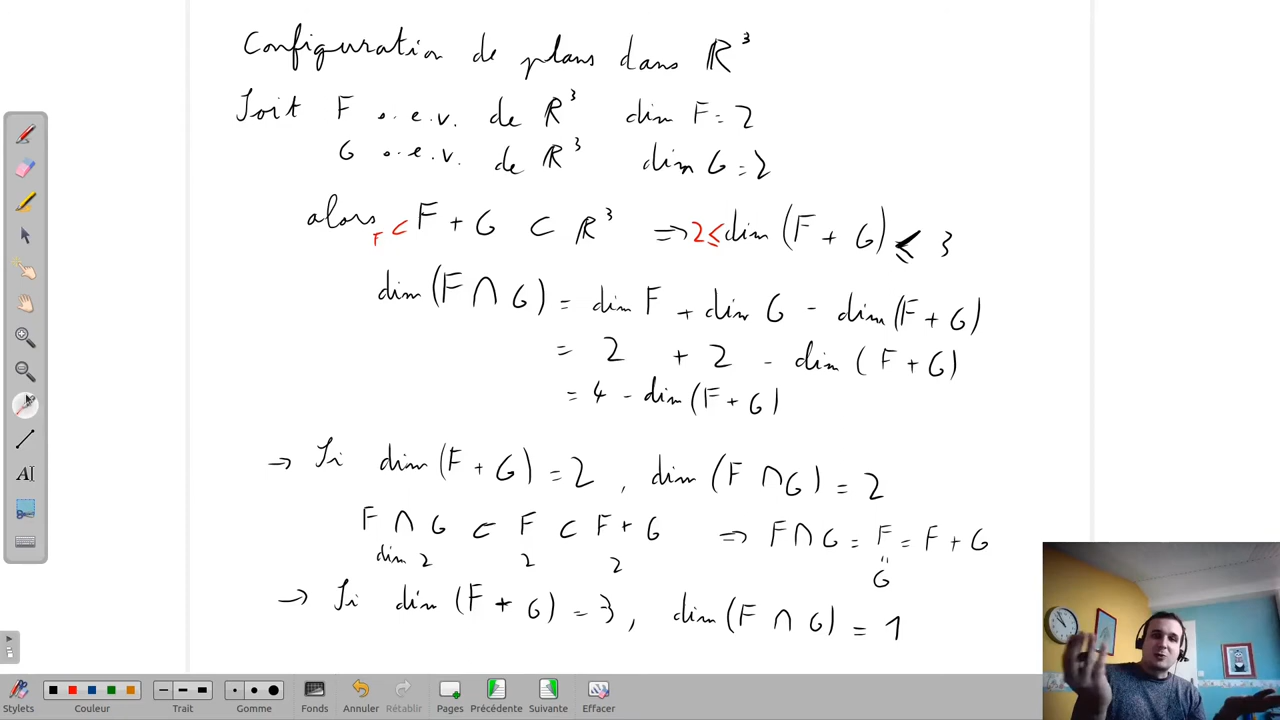 Configuration de plans dans ℝ³
Soit F s.e.v. de ℝ³ dim F = 2
G s.e.v. de ℝ³ dim G = 2
alors F ⊂ F + G ⊂ ℝ³ ⇒ 2 ≤ dim (F + G) ≤ 3
dim (F ∩ G) = dim F + dim G - dim (F + G)
= 2 + 2 - dim (F + G)
= 4 - dim (F + G)
→ Si dim (F + G) = 2 , dim (F ∩ G) = 2
F ∩ G ⊂ F ⊂ F + G ⇒ F ∩ G = F = F + G
dim 2 2 2 = G
→ Si dim (F + G) = 3 , dim (F ∩ G) = 1
AI
Stylets Couleur Trait Gomme Fonds Annuler Rétablir Pages Précédente Suivante Effacer